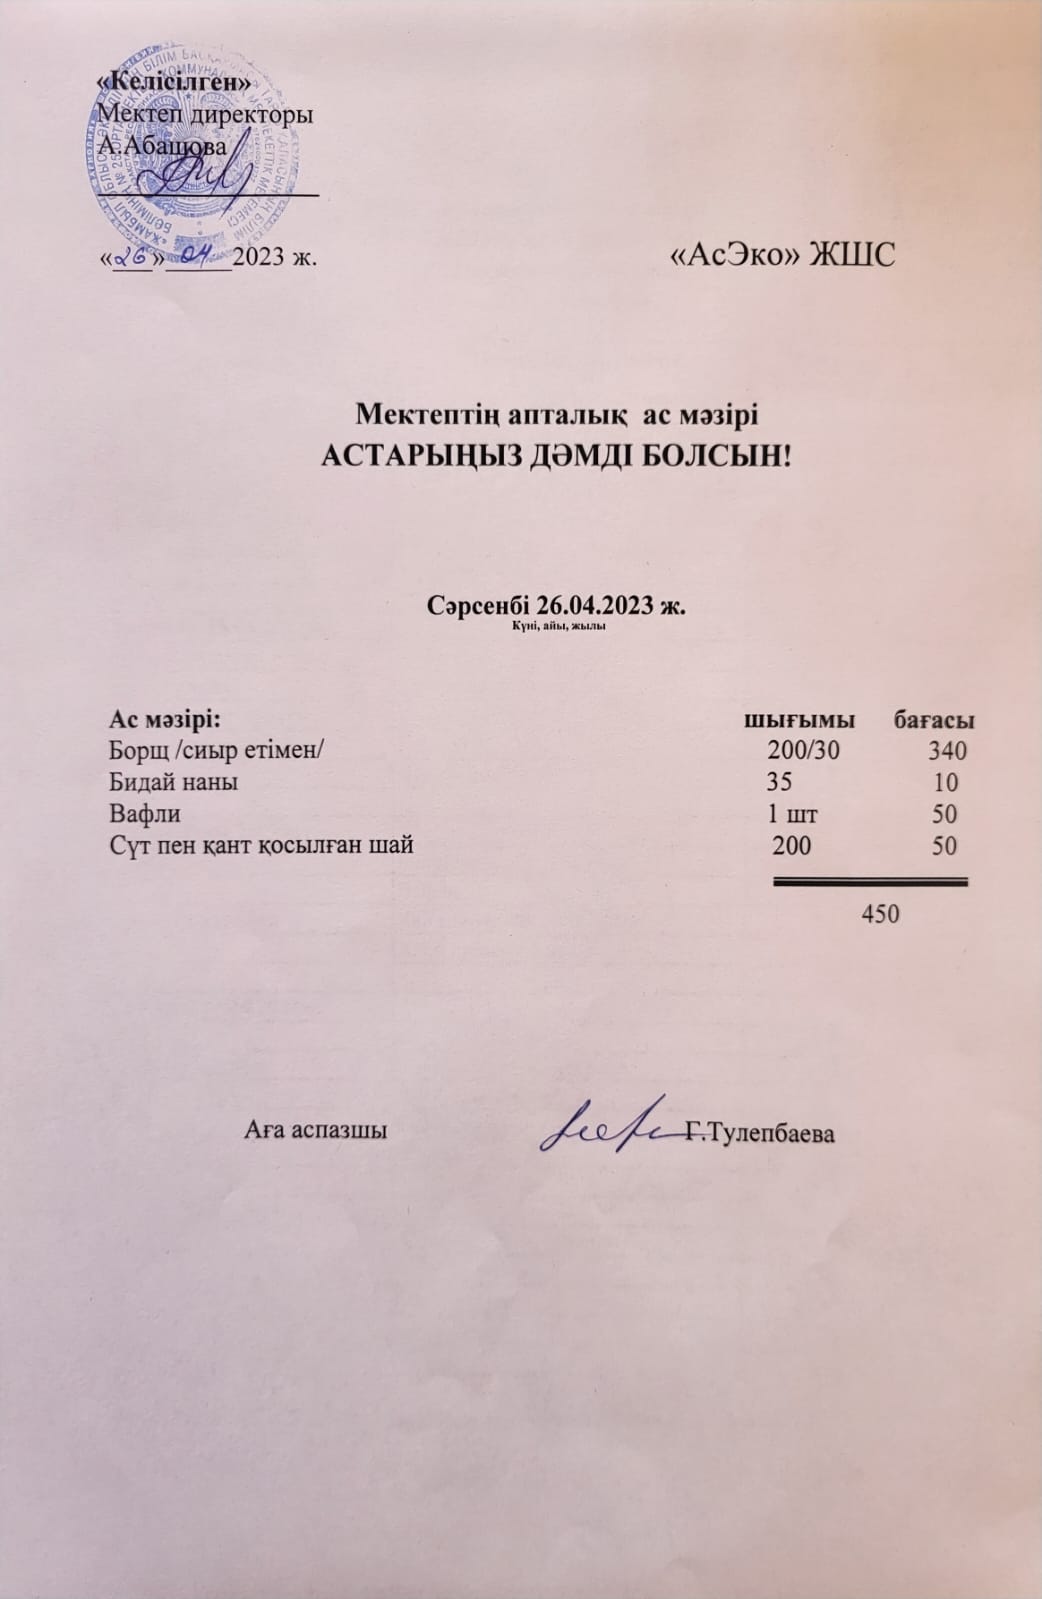 «Келісілген»
Мектеп директоры
А.Абашова
«26» 04 2023 ж.
«АсЭко» ЖШС
Мектептің апталық ас мәзірі
АСТАРЫҢЫЗ ДӘМДІ БОЛСЫН!
Сәрсенбі 26.04.2023 ж.
Күні, айы, жылы
Ас мәзірі: шығымы бағасы
Борщ /сиыр етімен/ 200/30 340
Бидай наны 35 10
Вафли 1 шт 50
Сүт пен қант қосылған шай 200 50
450
Аға аспазшы Г.Тулепбаева